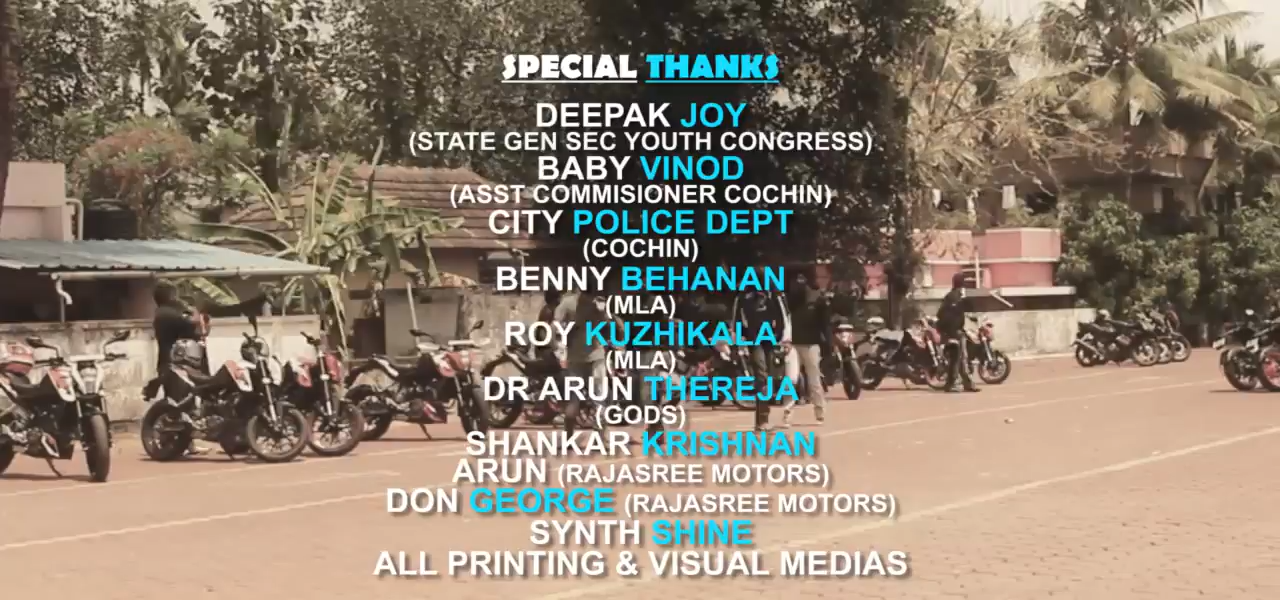 SPECIAL THANKS
DEEPAK JOY
(STATE GEN SEC YOUTH CONGRESS)
BABY VINOD
(ASST COMMISIONER COCHIN)
CITY POLICE DEPT
(COCHIN)
BENNY BEHANAN
(MLA)
ROY KUZHIKALA
(MLA)
DR ARUN THEREJA
(GODS)
SHANKAR KRISHNAN
ARUN (RAJASREE MOTORS)
DON GEORGE (RAJASREE MOTORS)
SYNTH SHINE
ALL PRINTING & VISUAL MEDIAS